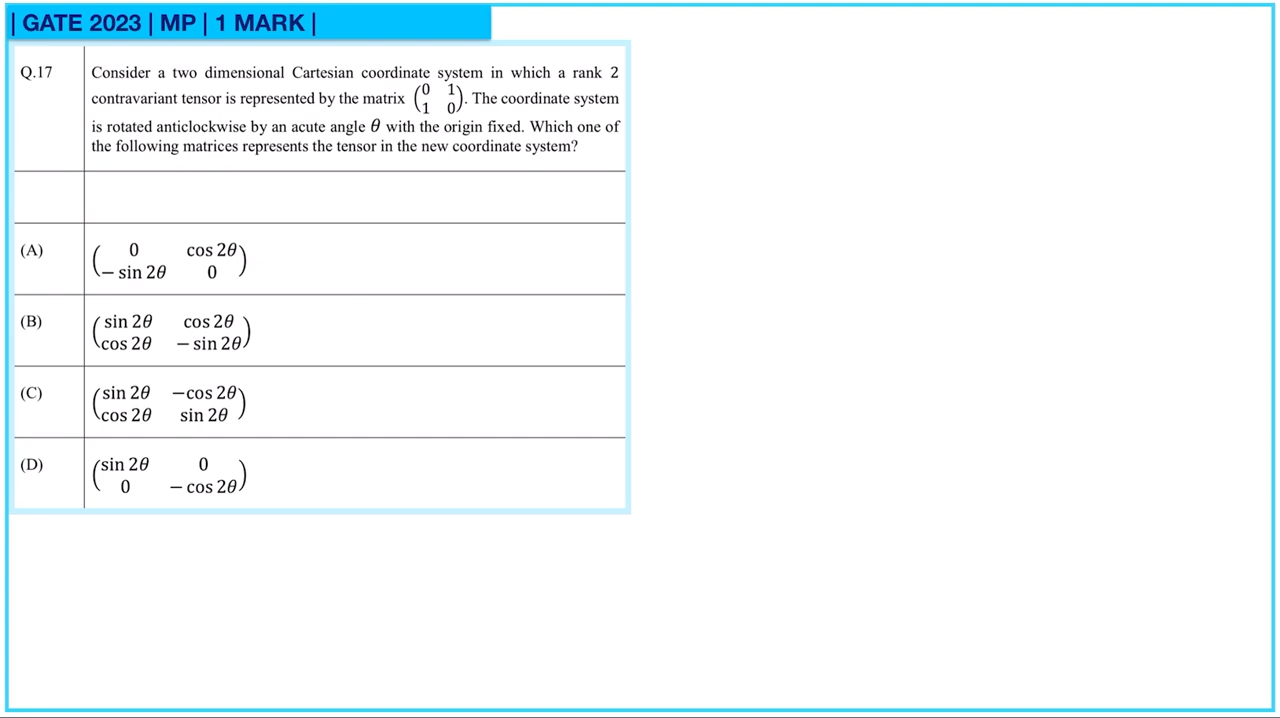 | GATE 2023 | MP | 1 MARK |
Q.17 Consider a two dimensional Cartesian coordinate system in which a rank 2
contravariant tensor is represented by the matrix (0 1
1 0). The coordinate system
is rotated anticlockwise by an acute angle θ with the origin fixed. Which one of
the following matrices represents the tensor in the new coordinate system?
(A) (0 cos 2θ
− sin 2θ 0)
(B) (sin 2θ cos 2θ
cos 2θ − sin 2θ)
(C) (sin 2θ −cos 2θ
cos 2θ sin 2θ)
(D) (sin 2θ 0
0 − cos 2θ)